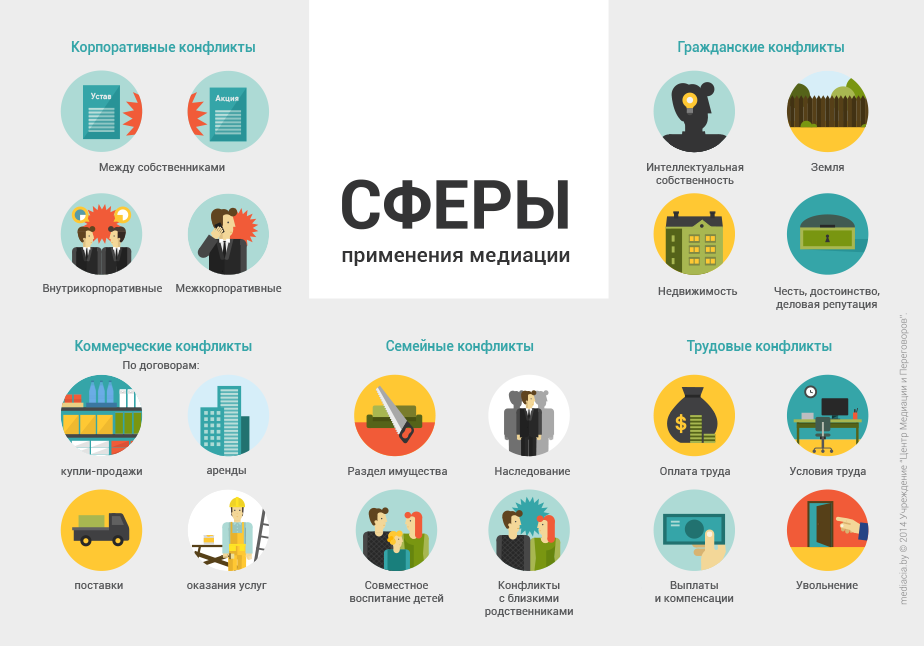 Корпоративные конфликты
Устав
Акция
Между собственниками
Внутрикорпоративные
Межкорпоративные
СФЕРЫ
применения медиации
Гражданские конфликты
Интеллектуальная
собственность
Земля
Недвижимость
Честь, достоинство,
деловая репутация
Коммерческие конфликты
По договорам:
купли-продажи
аренды
поставки
оказания услуг
Семейные конфликты
Раздел имущества
Наследование
Совместное
воспитание детей
Конфликты
с близкими
родственниками
Трудовые конфликты
$
Оплата труда
Условия труда
Выплаты
и компенсации
Увольнение
mediacia.by © 2014 Учреждение "Центр Медиации и Переговоров".